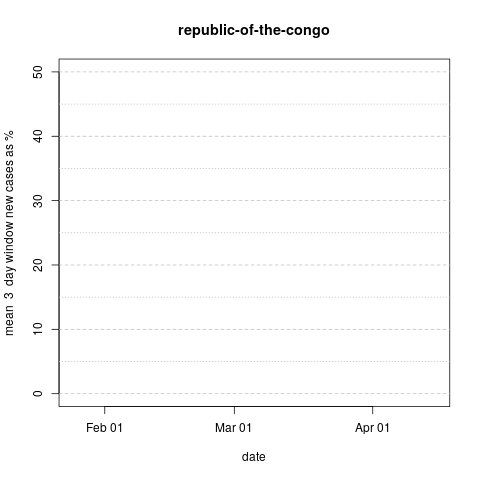 republic-of-the-congo
mean  3  day window new cases as %
50
40
30
20
10
0
Feb 01
Mar 01
Apr 01
date